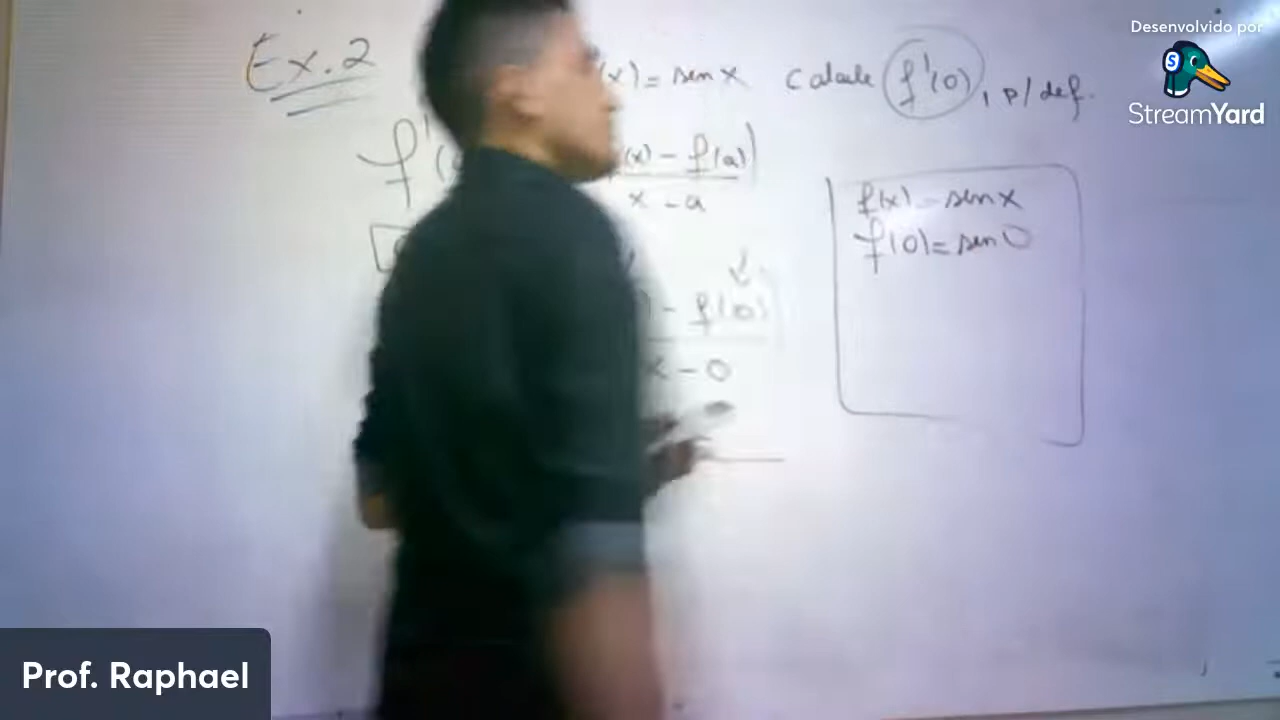 Desenvolvido por
StreamYard
Ex.2 (x) = sen x Calcule f'(0), p/ def.
f'( (x) - f(a)
x - a
f(x) = sen x
f(0) = sen 0
- f(0)
x - 0
Prof. Raphael